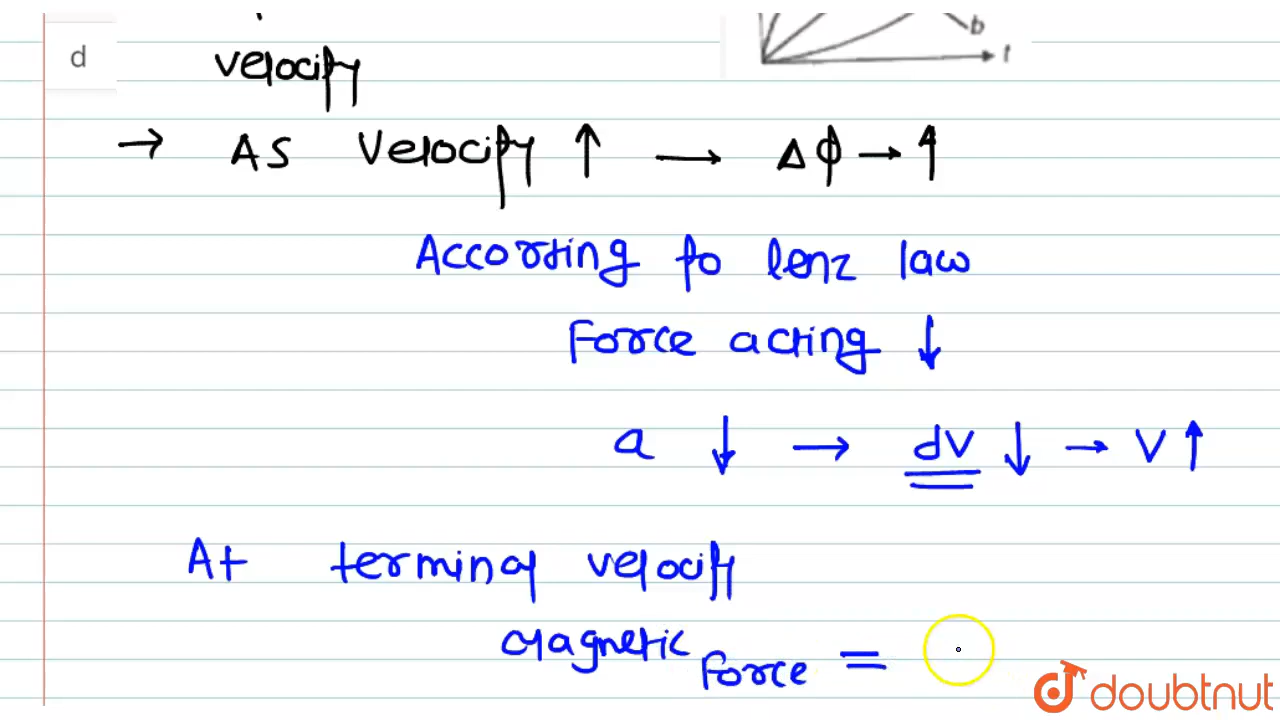 d
b
t
velocity
→ As velocity ↑ → Δϕ → ↑
According to lenz law
Force acting ↓
a ↓ → dv ↓ → v ↑
At terminal velocity
Magnetic Force =
doubtnut